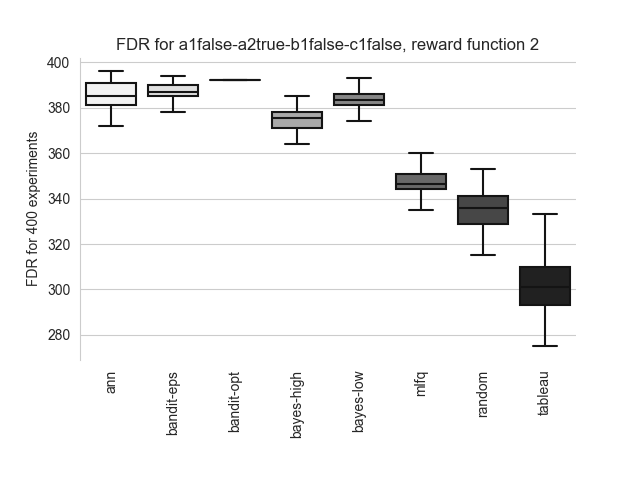 FDR for a1false-a2true-b1false-c1false, reward function 2
FDR for 400 experiments
400
380
360
340
320
300
280
ann
bandit-eps
bandit-opt
bayes-high
bayes-low
mlfq
random
tableau